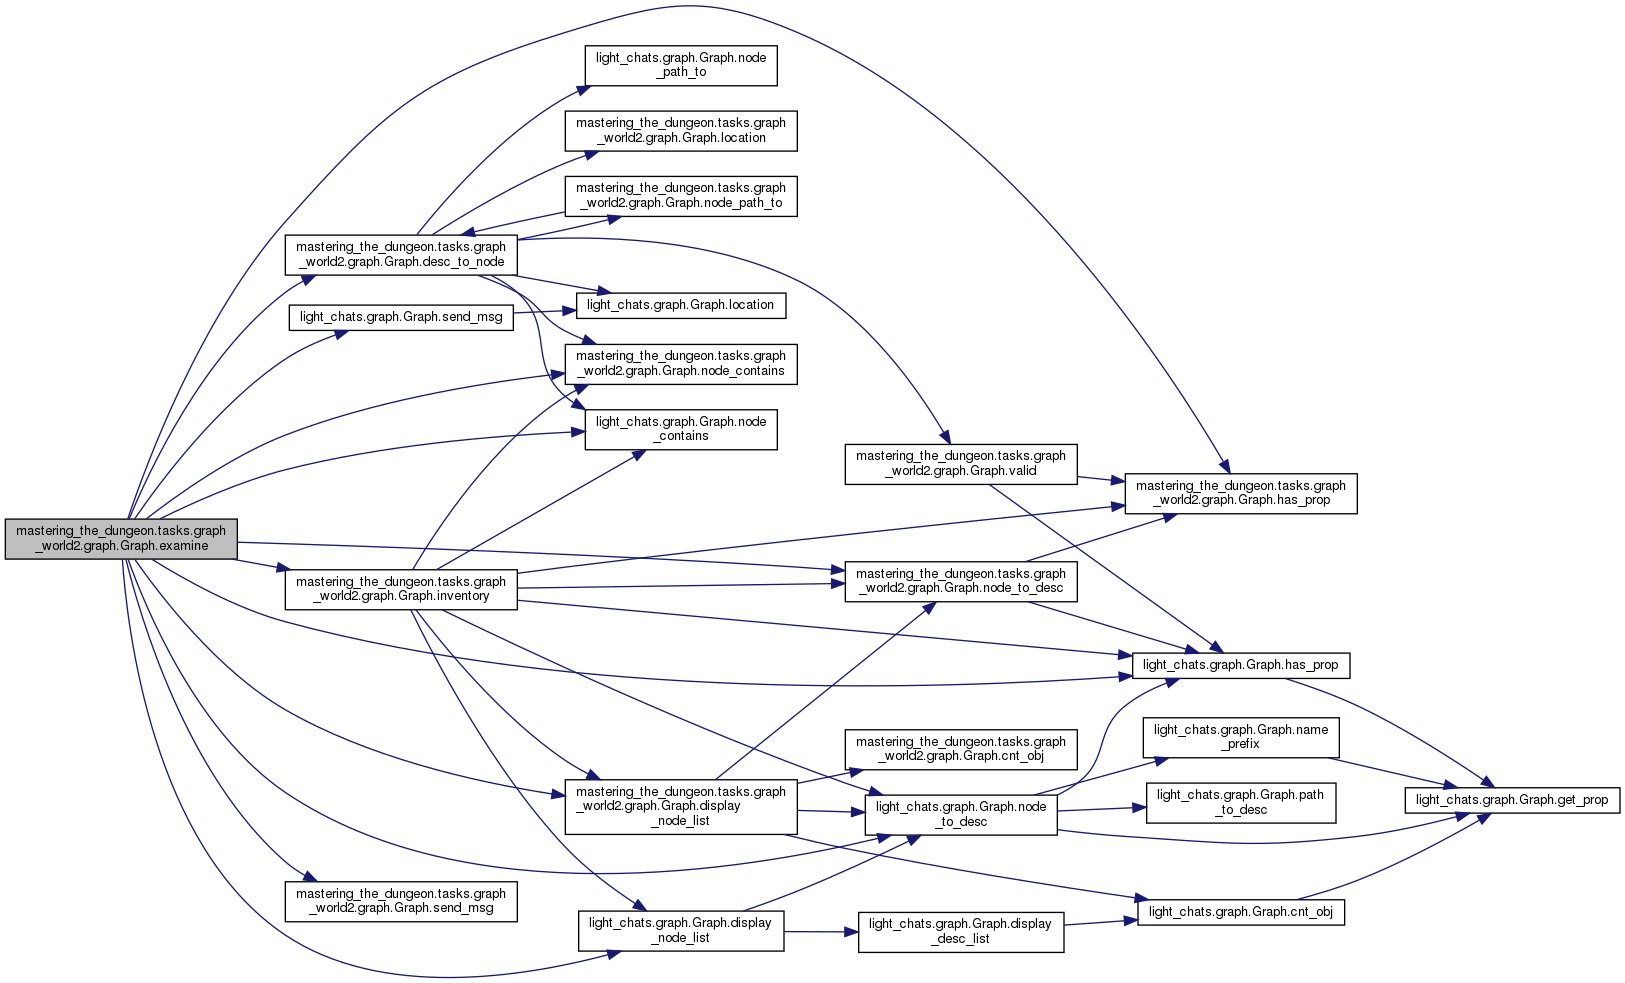 light_chats.graph.Graph.node
_path_to
mastering_the_dungeon.tasks.graph
_world2.graph.Graph.location
mastering_the_dungeon.tasks.graph
_world2.graph.Graph.node_path_to
mastering_the_dungeon.tasks.graph
_world2.graph.Graph.desc_to_node
light_chats.graph.Graph.location
light_chats.graph.Graph.send_msg
mastering_the_dungeon.tasks.graph
_world2.graph.Graph.node_contains
light_chats.graph.Graph.node
_contains
mastering_the_dungeon.tasks.graph
_world2.graph.Graph.valid
mastering_the_dungeon.tasks.graph
_world2.graph.Graph.has_prop
mastering_the_dungeon.tasks.graph
_world2.graph.Graph.examine
mastering_the_dungeon.tasks.graph
_world2.graph.Graph.inventory
mastering_the_dungeon.tasks.graph
_world2.graph.Graph.node_to_desc
light_chats.graph.Graph.has_prop
light_chats.graph.Graph.name
_prefix
mastering_the_dungeon.tasks.graph
_world2.graph.Graph.cnt_obj
mastering_the_dungeon.tasks.graph
_world2.graph.Graph.display
_node_list
light_chats.graph.Graph.node
_to_desc
light_chats.graph.Graph.path
_to_desc
light_chats.graph.Graph.get_prop
mastering_the_dungeon.tasks.graph
_world2.graph.Graph.send_msg
light_chats.graph.Graph.display
_node_list
light_chats.graph.Graph.display
_desc_list
light_chats.graph.Graph.cnt_obj